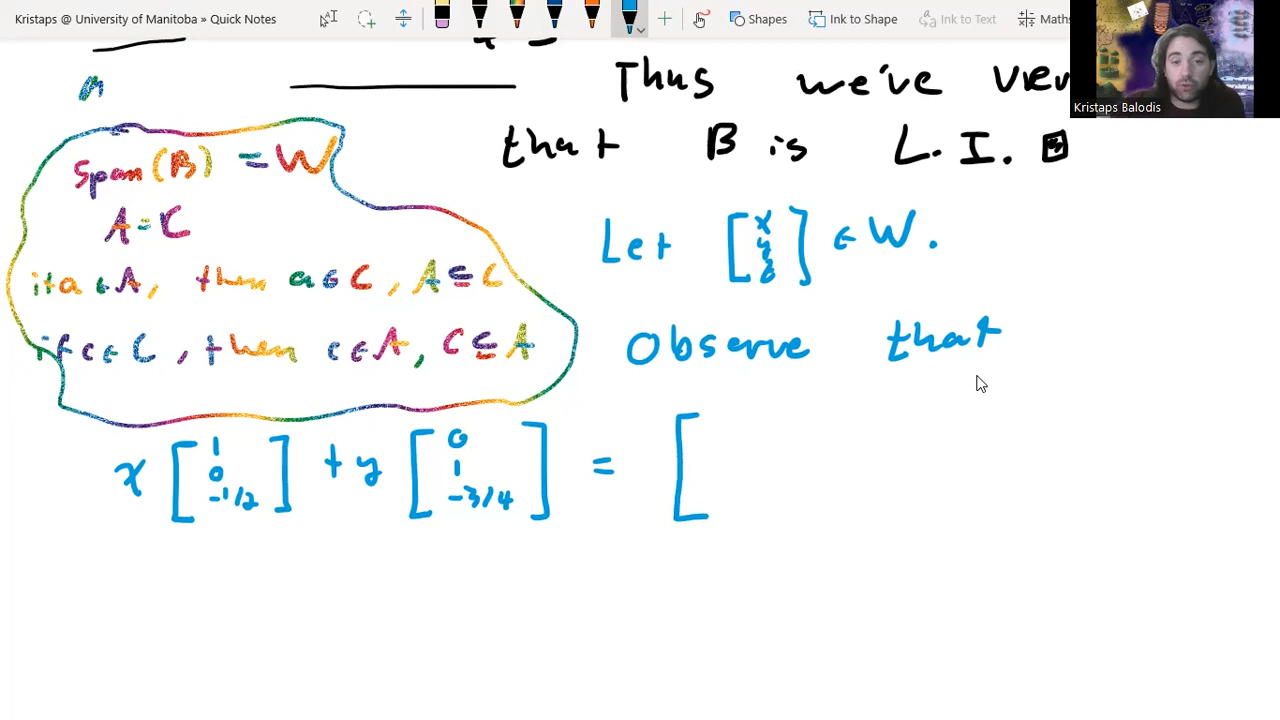 Kristaps @ University of Manitoba » Quick Notes
Shapes
Ink to Shape
Ink to Text
Maths
Kristaps Balodis
n
Thus we've ver
that B is L.I.
Span(B) = W
A = C
if a ∈ A, then a ∈ C, A ⊆ C
if c ∈ C, then c ∈ A, C ⊆ A
Let [x y z] ∈ W.
Observe that
x [1 0 -1/2] + y [0 1 -3/4] = [